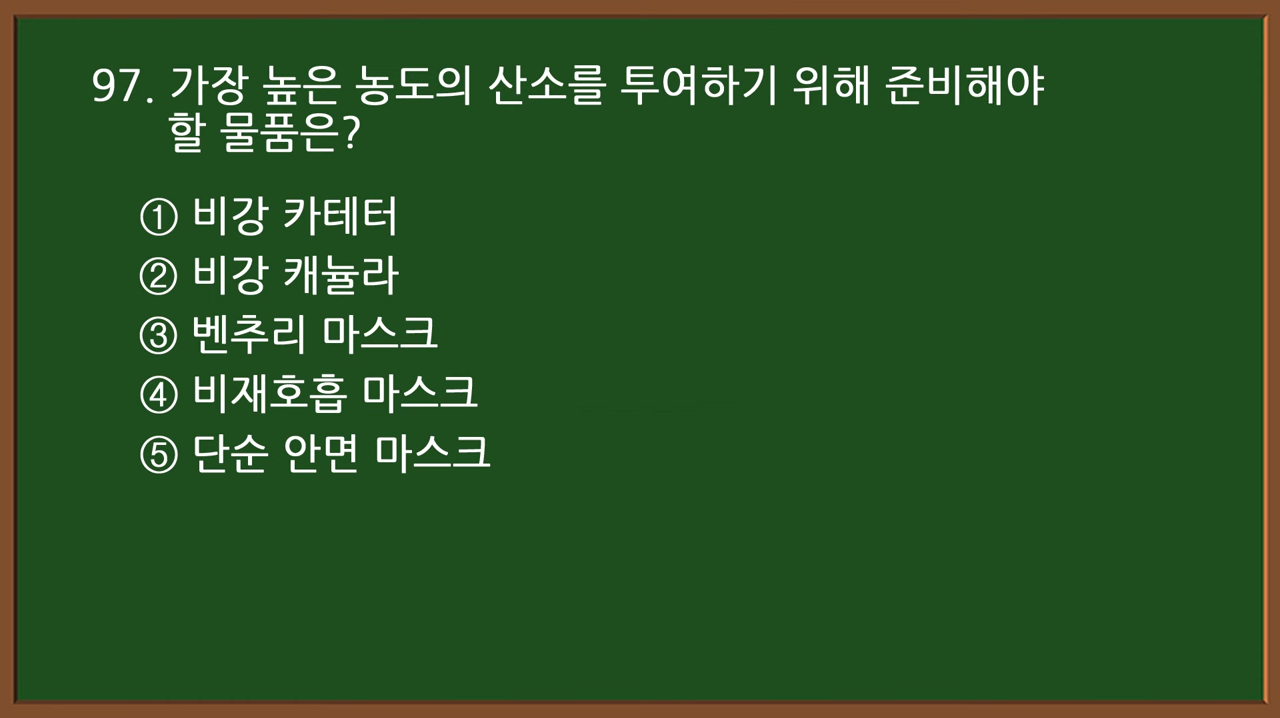 97. 가장 높은 농도의 산소를 투여하기 위해 준비해야
할 물품은?
① 비강 카테터
② 비강 캐뉼라
③ 벤추리 마스크
④ 비재호흡 마스크
⑤ 단순 안면 마스크